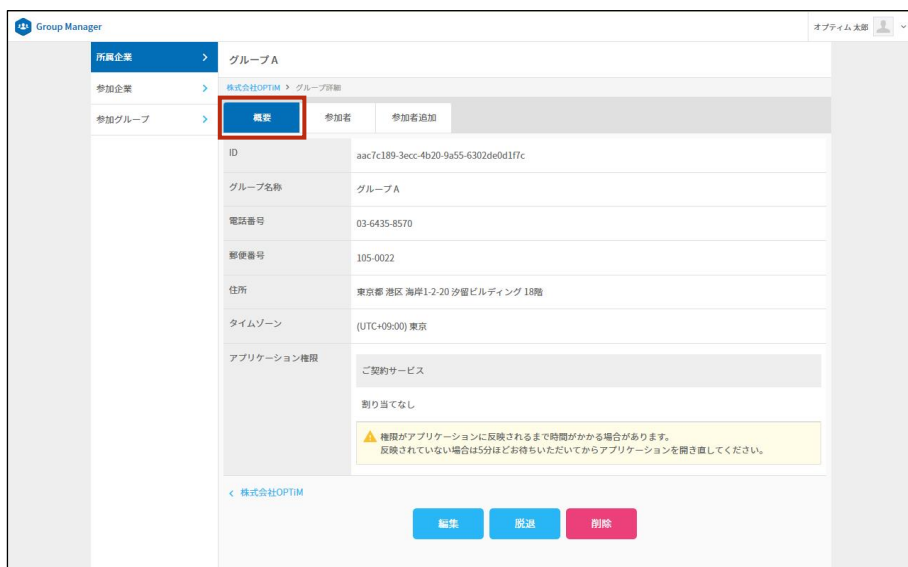 Group Manager
オプティム 太郎
所属企業
参加企業
参加グループ
グループ A
株式会社OPTiM > グループ詳細
概要 参加者 参加者追加
ID aac7c189-3ecc-4b20-9a55-6302de0d1f7c
グループ名称 グループ A
電話番号 03-6435-8570
郵便番号 105-0022
住所 東京都 港区 海岸1-2-20 汐留ビルディング 18階
タイムゾーン (UTC+09:00) 東京
アプリケーション権限
ご契約サービス
割り当てなし
権限がアプリケーションに反映されるまで時間がかかる場合があります。
反映されていない場合は5分ほどお待ちいただいてからアプリケーションを開き直してください。
< 株式会社OPTiM
編集 脱退 削除